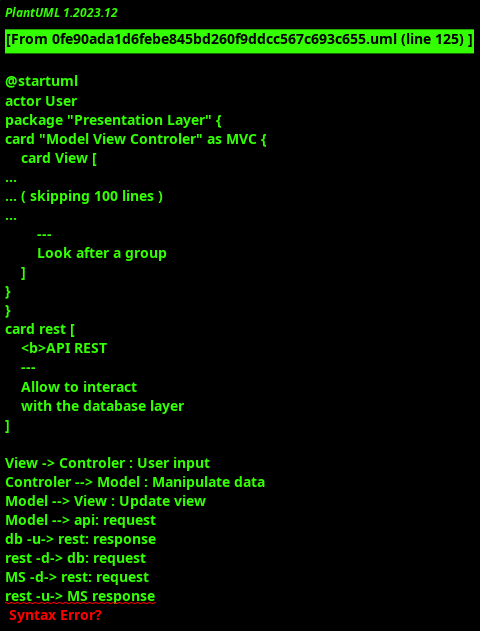 PlantUML 1.2023.12
[From 0fe90ada1d6febe845bd260f9ddcc567c693c655.uml (line 125) ]
@startuml
actor User
package "Presentation Layer" {
card "Model View Controler" as MVC {
card View [
...
... ( skipping 100 lines )
...
---
Look after a group
]
}
}
card rest [
<b>API REST
---
Allow to interact
with the database layer
]
View -> Controler : User input
Controler --> Model : Manipulate data
Model --> View : Update view
Model --> api: request
db -u-> rest: response
rest -d-> db: request
MS -d-> rest: request
rest -u-> MS response
Syntax Error?